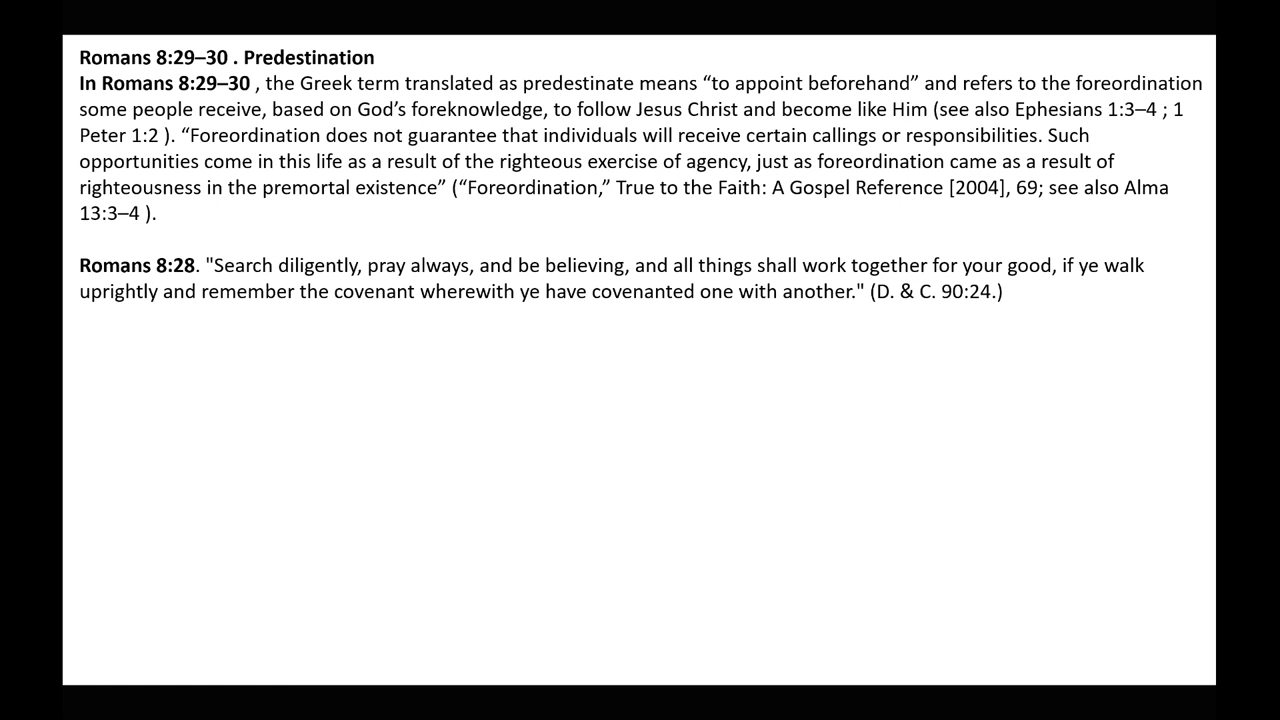 Romans 8:29–30 . Predestination
In Romans 8:29–30 , the Greek term translated as predestinate means “to appoint beforehand” and refers to the foreordination
some people receive, based on God’s foreknowledge, to follow Jesus Christ and become like Him (see also Ephesians 1:3–4 ; 1
Peter 1:2 ). “Foreordination does not guarantee that individuals will receive certain callings or responsibilities. Such
opportunities come in this life as a result of the righteous exercise of agency, just as foreordination came as a result of
righteousness in the premortal existence” (“Foreordination,” True to the Faith: A Gospel Reference [2004], 69; see also Alma
13:3–4 ).
Romans 8:28. "Search diligently, pray always, and be believing, and all things shall work together for your good, if ye walk
uprightly and remember the covenant wherewith ye have covenanted one with another." (D. & C. 90:24.)